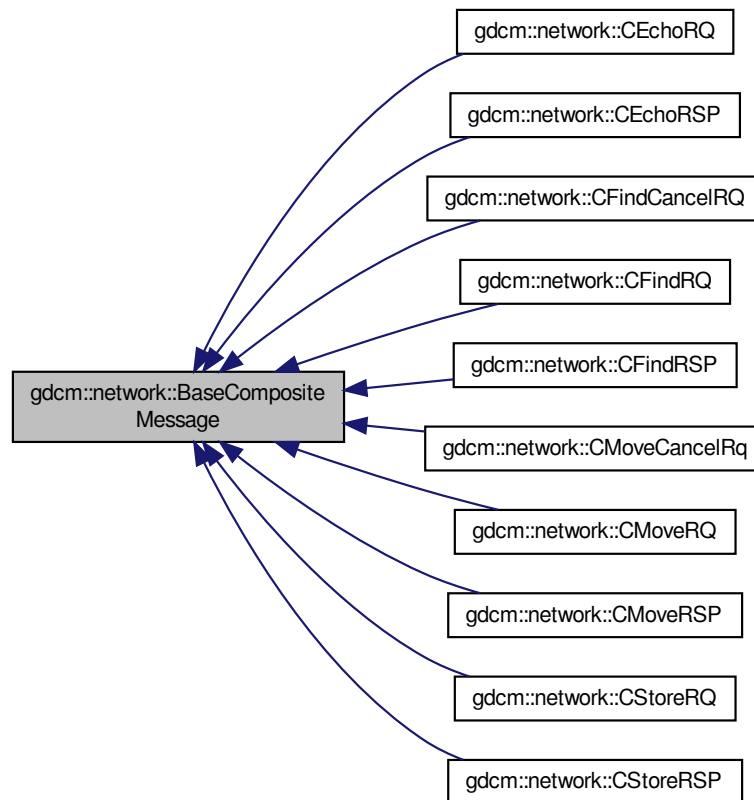 gdcm::network::CEchoRQ
gdcm::network::CEchoRSP
gdcm::network::CFindCancelRQ
gdcm::network::CFindRQ
gdcm::network::CFindRSP
gdcm::network::BaseComposite
Message
gdcm::network::CMoveCancelRq
gdcm::network::CMoveRQ
gdcm::network::CMoveRSP
gdcm::network::CStoreRQ
gdcm::network::CStoreRSP